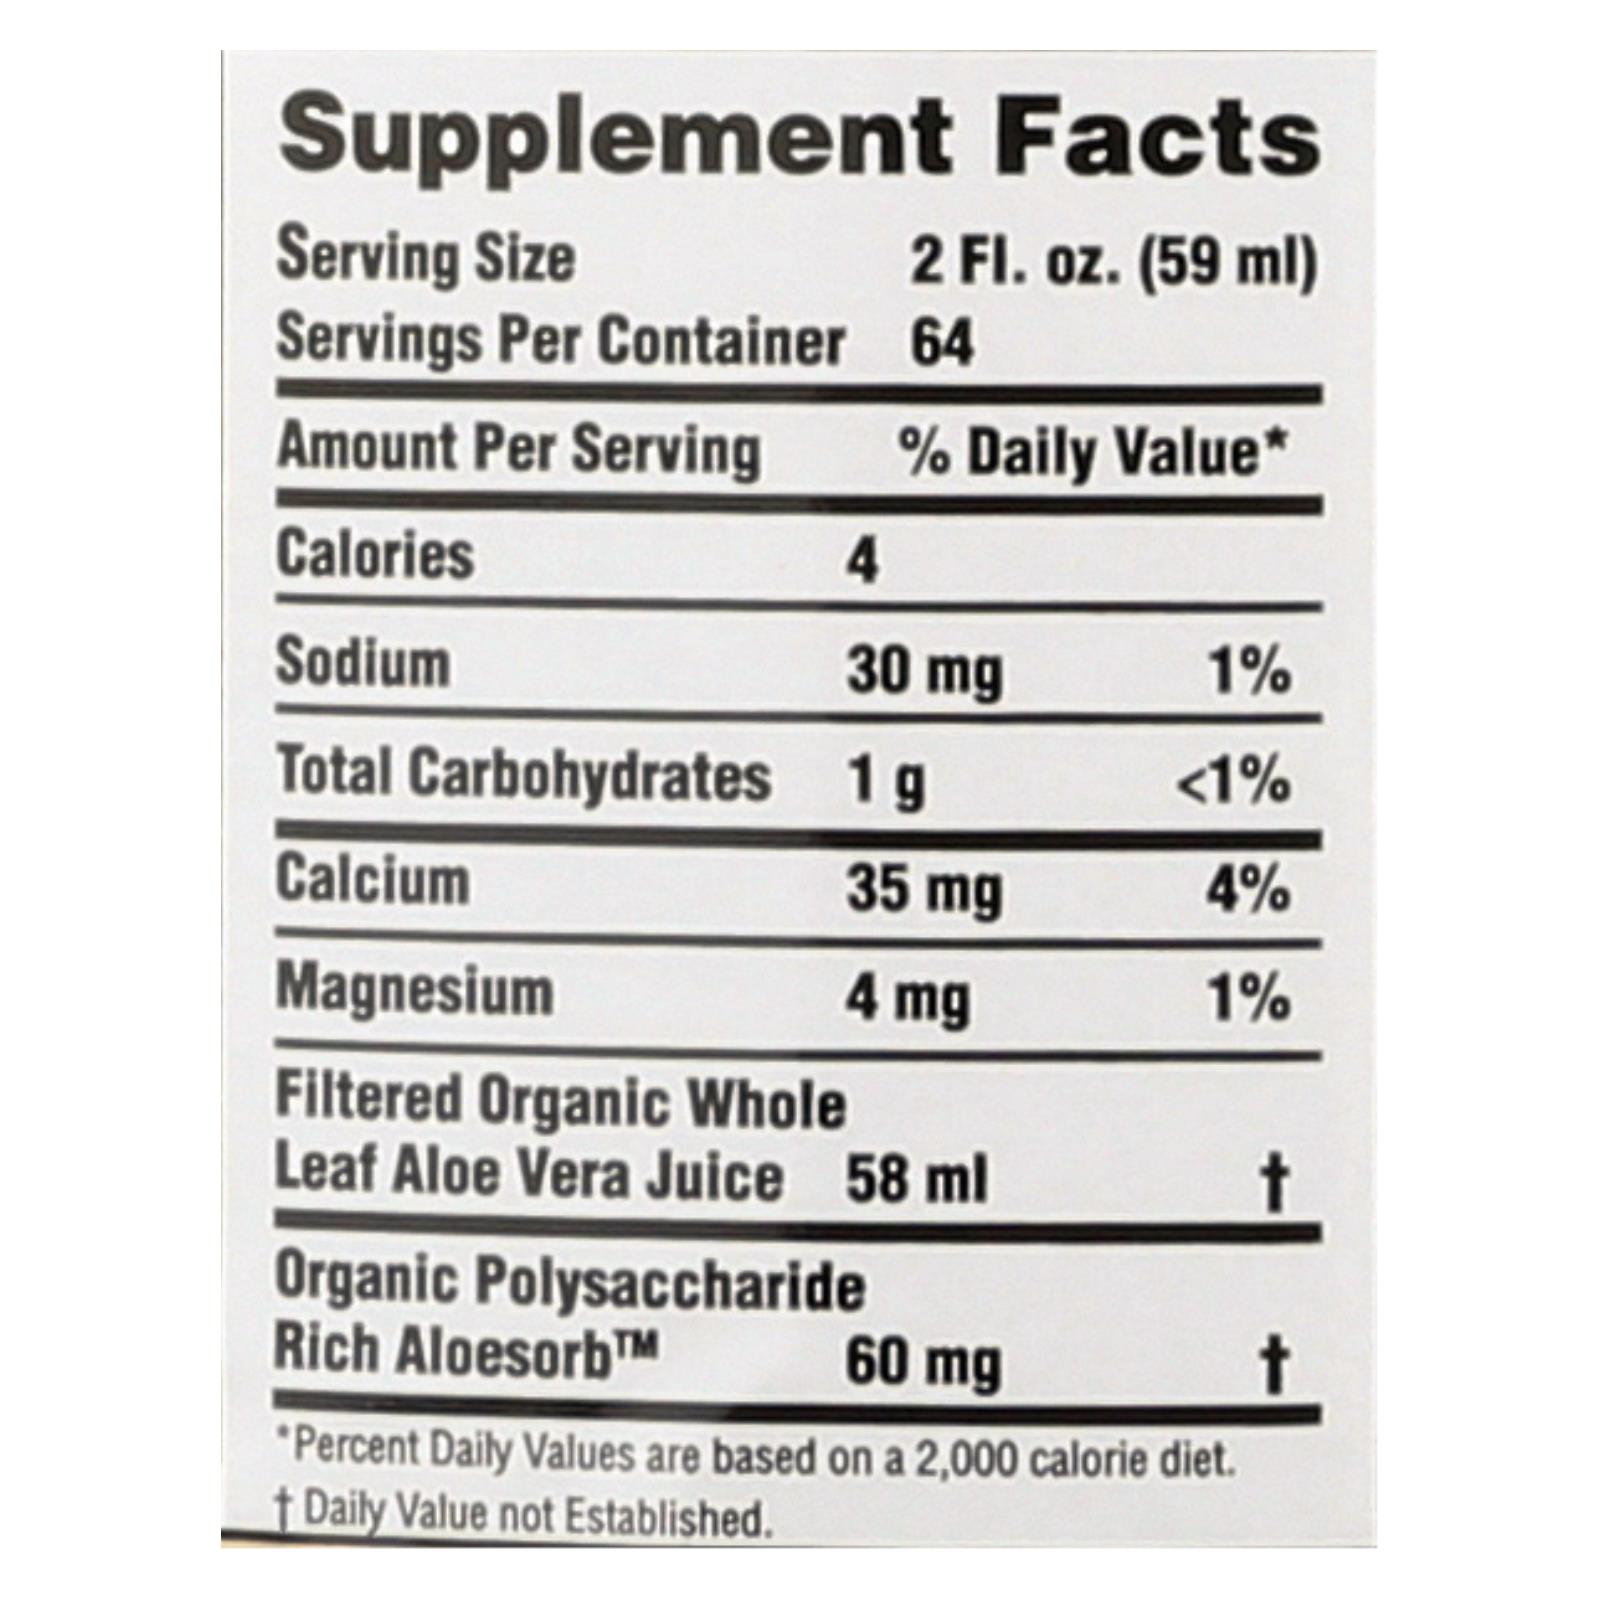 Supplement Facts
Serving Size 2 Fl. oz. (59 ml)
Servings Per Container 64
Amount Per Serving % Daily Value*
Calories 4
Sodium 30 mg 1%
Total Carbohydrates 1 g <1%
Calcium 35 mg 4%
Magnesium 4 mg 1%
Filtered Organic Whole
Leaf Aloe Vera Juice 58 ml †
Organic Polysaccharide
Rich Aloesorb™ 60 mg †
*Percent Daily Values are based on a 2,000 calorie diet.
† Daily Value not Established.